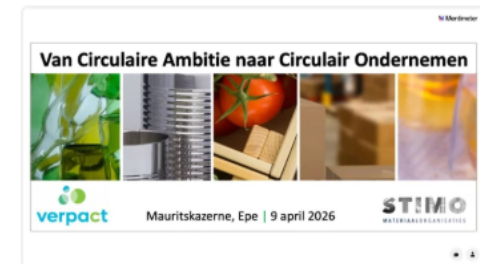 Mentimeter
Van Circulaire Ambitie naar Circulair Ondernemen
verpact
Mauritskazerne, Epe | 9 april 2026
STIMO
MATERIAALORGANISATIES